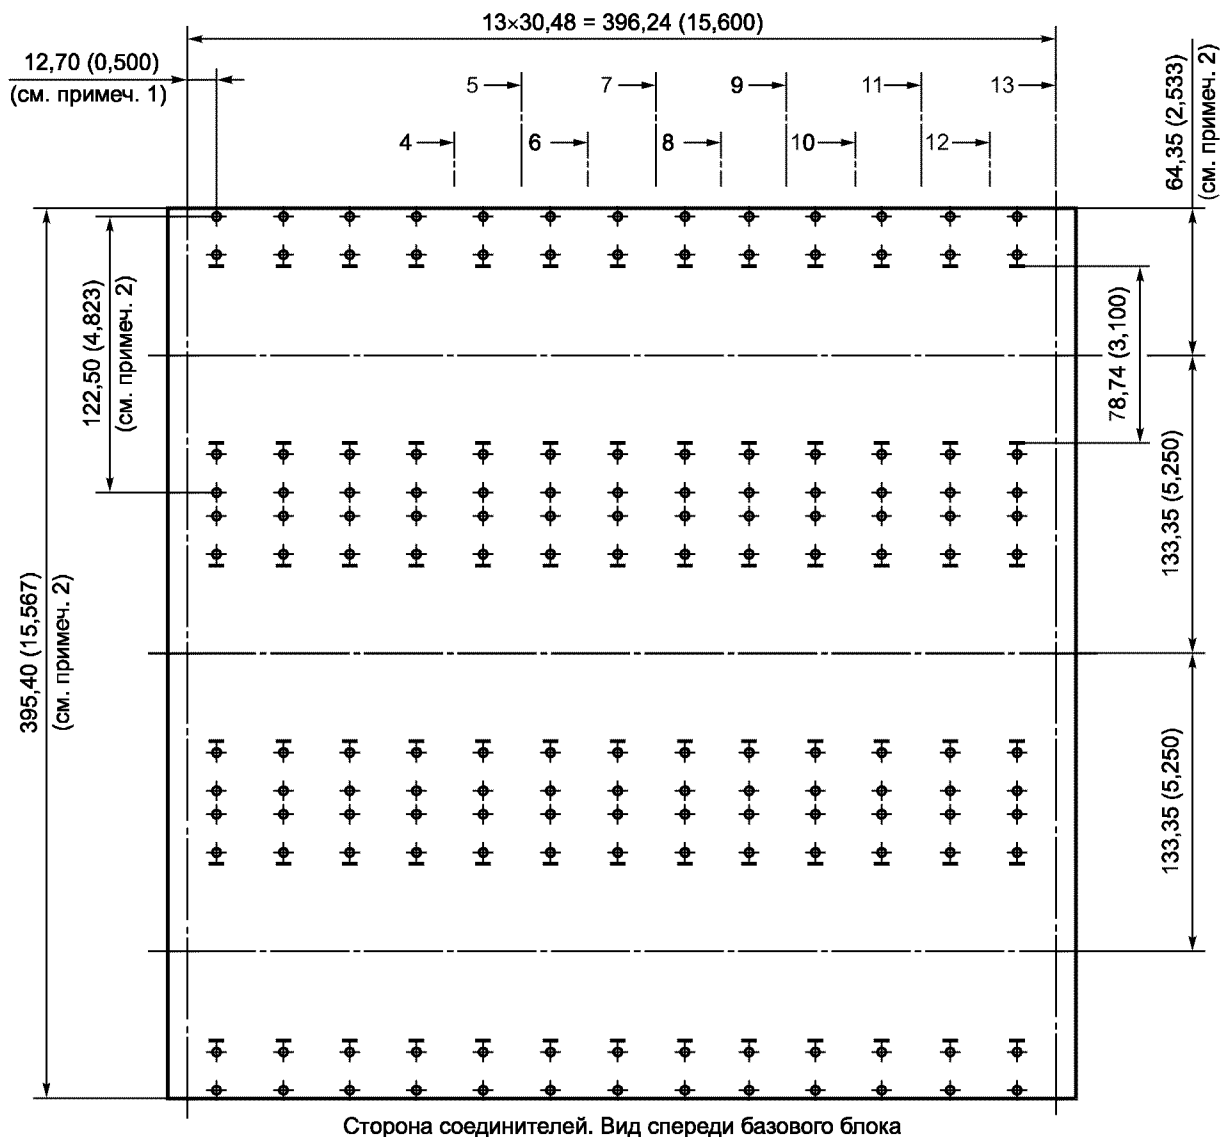 13×30,48 = 396,24 (15,600)
12,70 (0,500)
(см. примеч. 1)
5
7
9
11
13
4
6
8
10
12
64,35 (2,533)
(см. примеч. 2)
122,50 (4,823)
(см. примеч. 2)
78,74 (3,100)
133,35 (5,250)
395,40 (15,567)
(см. примеч. 2)
133,35 (5,250)
Сторона соединителей. Вид спереди базового блока